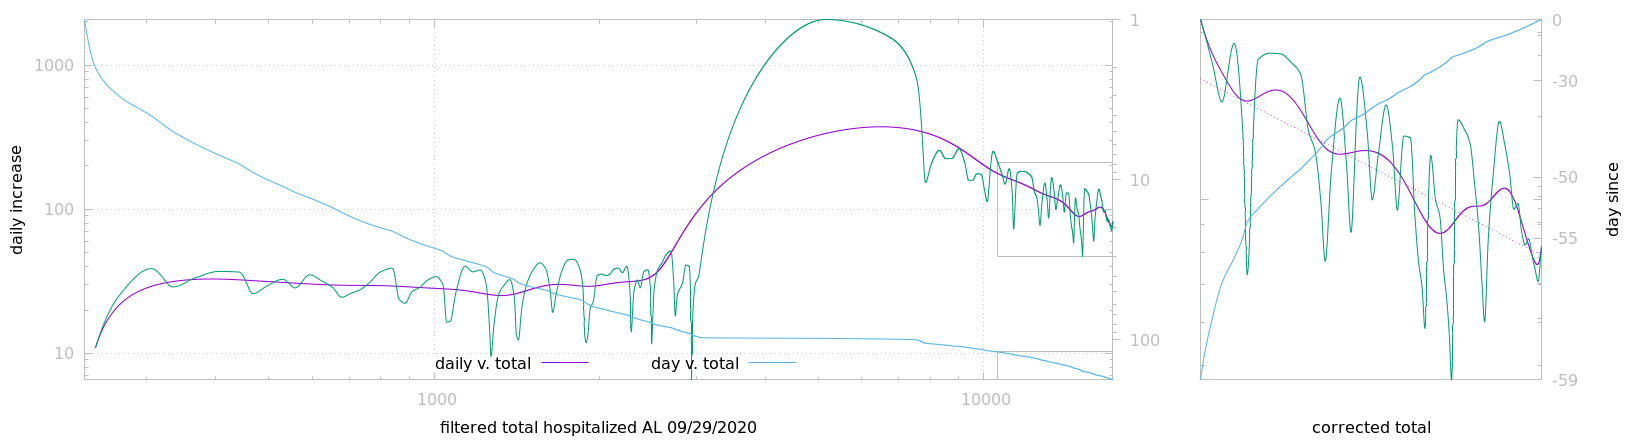 daily increase
1000
100
10
daily v. total
day v. total
1000
10000
filtered total hospitalized AL 09/29/2020
1
10
100
0
-30
-50
-55
-59
day since
corrected total